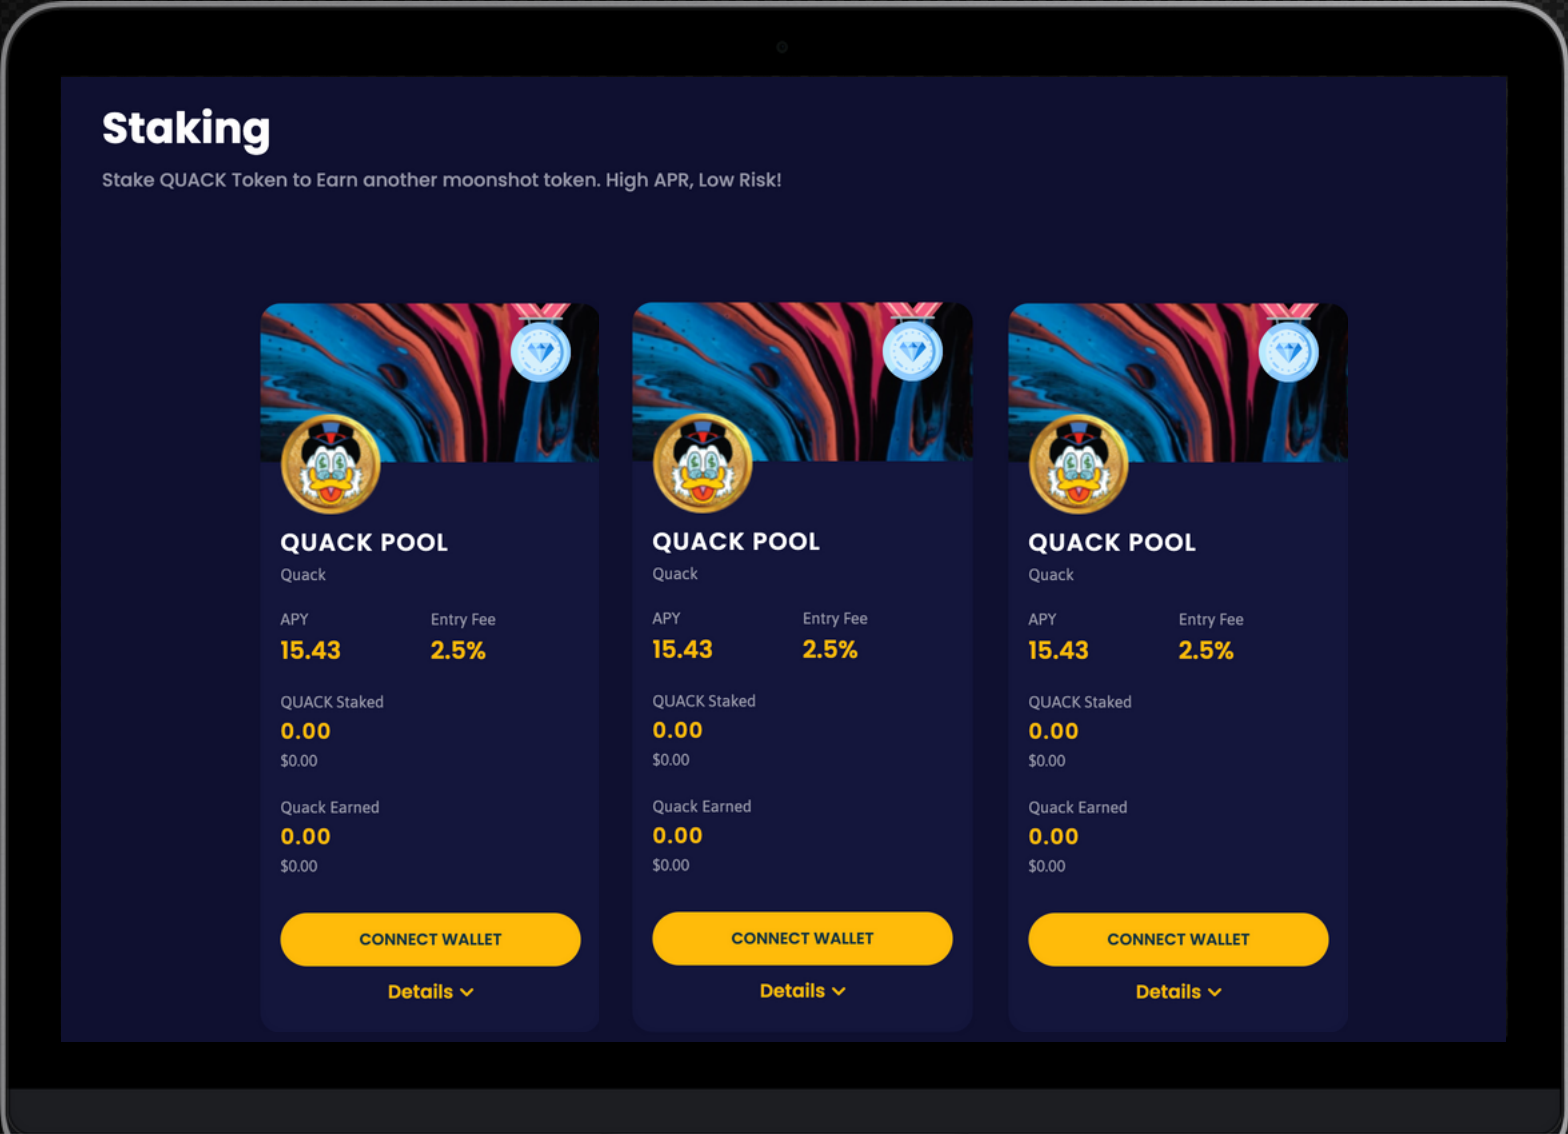 Staking
Stake QUACK Token to Earn another moonshot token. High APR, Low Risk!
QUACK POOL
Quack
APY Entry Fee
15.43 2.5%
QUACK Staked
0.00
$0.00
Quack Earned
0.00
$0.00
CONNECT WALLET
Details
QUACK POOL
Quack
APY Entry Fee
15.43 2.5%
QUACK Staked
0.00
$0.00
Quack Earned
0.00
$0.00
CONNECT WALLET
Details
QUACK POOL
Quack
APY Entry Fee
15.43 2.5%
QUACK Staked
0.00
$0.00
Quack Earned
0.00
$0.00
CONNECT WALLET
Details